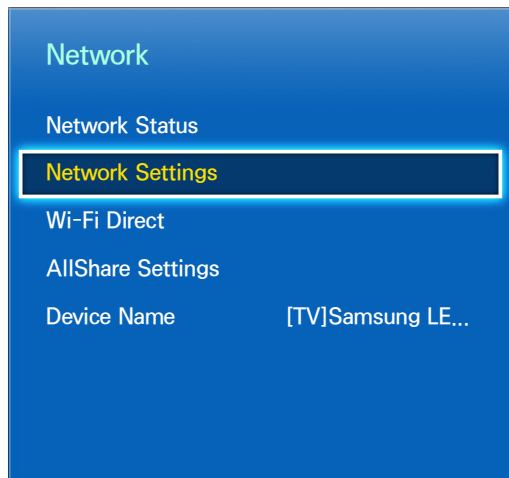 Network
Network Status
Network Settings
Wi-Fi Direct
AllShare Settings
Device Name [TV]Samsung LE...